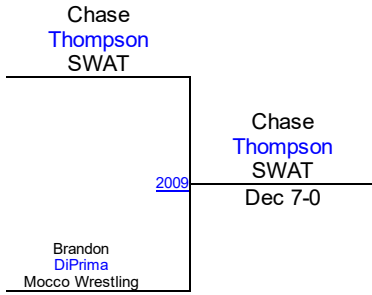 Chase
Thompson
SWAT
Chase
Thompson
SWAT
2009
Dec 7-0
Brandon
DiPrima
Mocco Wrestling